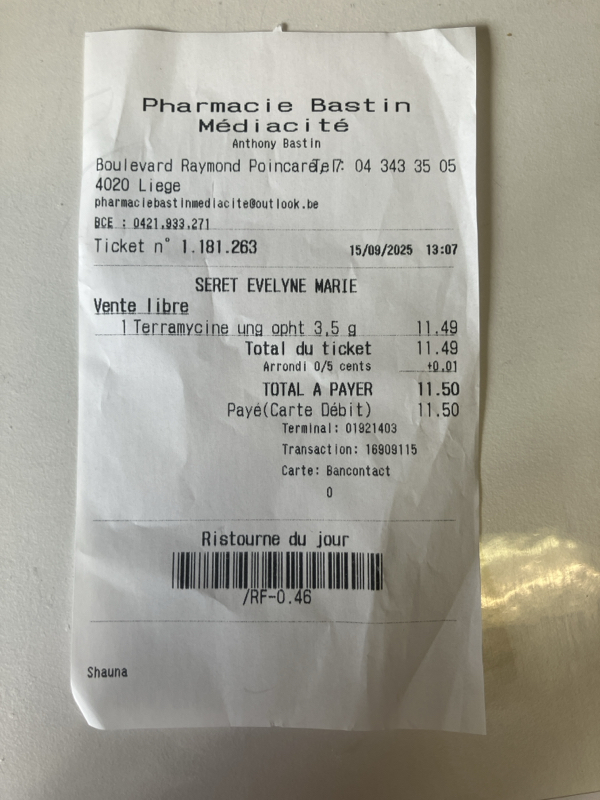 Pharmacie Bastin
Médiacité
Anthony Bastin
Boulevard Raymond Poincaré, 7 Tel: 04 343 35 05
4020 Liege
pharmaciebastinmediacite@outlook.be
BCE : 0421.933.271
Ticket n° 1.181.263 15/09/2025 13:07
SERET EVELYNE MARIE
Vente libre
1 Terramycine ung opht 3,5 g 11.49
Total du ticket 11.49
Arrondi 0/5 cents +0.01
TOTAL A PAYER 11.50
Payé(Carte Débit) 11.50
Terminal: 01921403
Transaction: 16909115
Carte: Bancontact
0
Ristourne du jour
/RF-0.46
Shauna